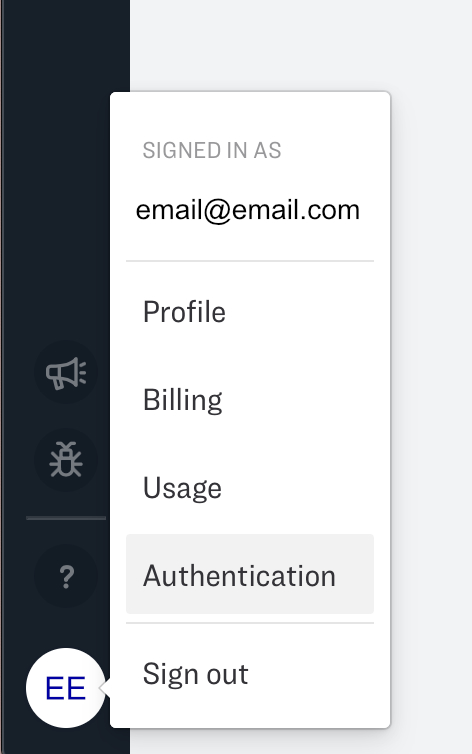 SIGNED IN AS
email@email.com
Profile
Billing
Usage
Authentication
?
Sign out
EE